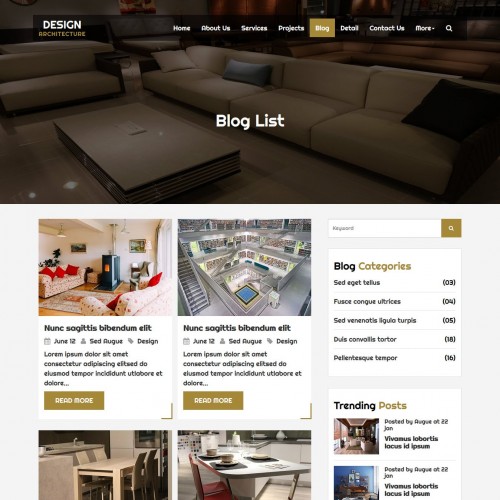 DESIGN
ARCHITECTURE
Home About Us Services Projects Blog Detail Contact Us More
Blog List
Nunc sagittis bibendum elit
June 12 Sed Augue Design
Lorem ipsum dolor sit amet
consectetur adipiscing elit sed do
eiusmod tempor incididunt utlabore et
dolore...
READ MORE
Nunc sagittis bibendum elit
June 12 Sed Augue Design
Lorem ipsum dolor sit amet
consectetur adipiscing elit sed do
eiusmod tempor incididunt utlabore et
dolore...
READ MORE
Keyword
Blog Categories
Sed eget tellus (03)
Fusce congue ultrices (04)
Sed venenatis ligula turpis (05)
Duis convallis tortor (18)
Pellentesque tempor (16)
Trending Posts
Posted by Augue at 22
jan
Vivamus lobortis
lacus id ipsum
Posted by Augue at 22
jan
Vivamus lobortis
lacus id ipsum